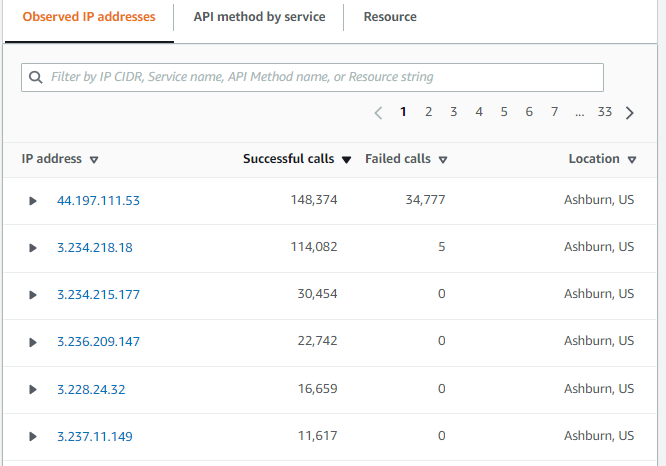 Observed IP addresses API method by service Resource
Filter by IP CIDR, Service name, API Method name, or Resource string
1 2 3 4 5 6 7 ... 33
IP address Successful calls Failed calls Location
44.197.111.53 148,374 34,777 Ashburn, US
3.234.218.18 114,082 5 Ashburn, US
3.234.215.177 30,454 0 Ashburn, US
3.236.209.147 22,742 0 Ashburn, US
3.228.24.32 16,659 0 Ashburn, US
3.237.11.149 11,617 0 Ashburn, US